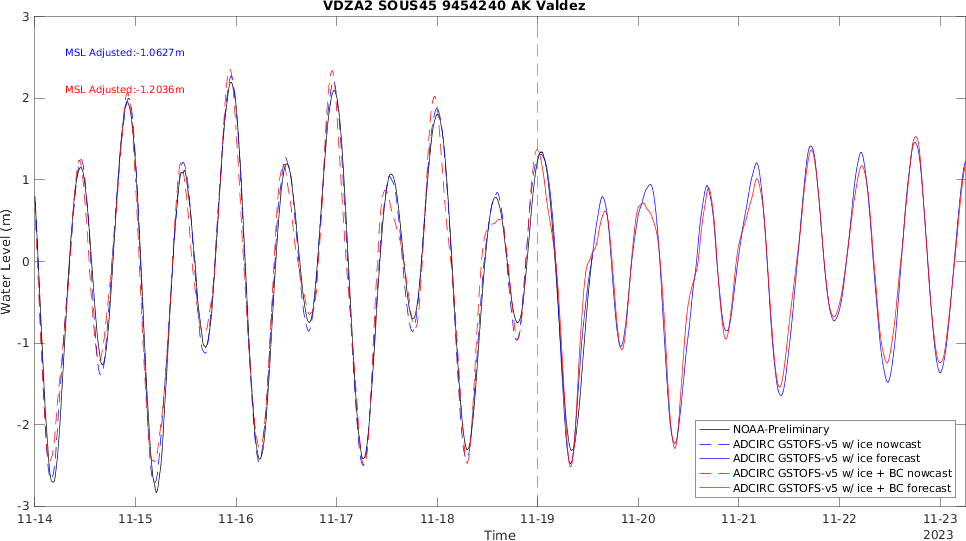 VDZA2 SOUS45 9454240 AK Valdez
MSL Adjusted:-1.0627m
MSL Adjusted:-1.2036m
Water Level (m)
3
2
1
0
-1
-2
-3
NOAA-Preliminary
ADCIRC GSTOFS-v5 w/ ice nowcast
ADCIRC GSTOFS-v5 w/ ice forecast
ADCIRC GSTOFS-v5 w/ ice + BC nowcast
ADCIRC GSTOFS-v5 w/ ice + BC forecast
11-14 11-15 11-16 11-17 11-18 11-19 11-20 11-21 11-22 11-23
2023
Time